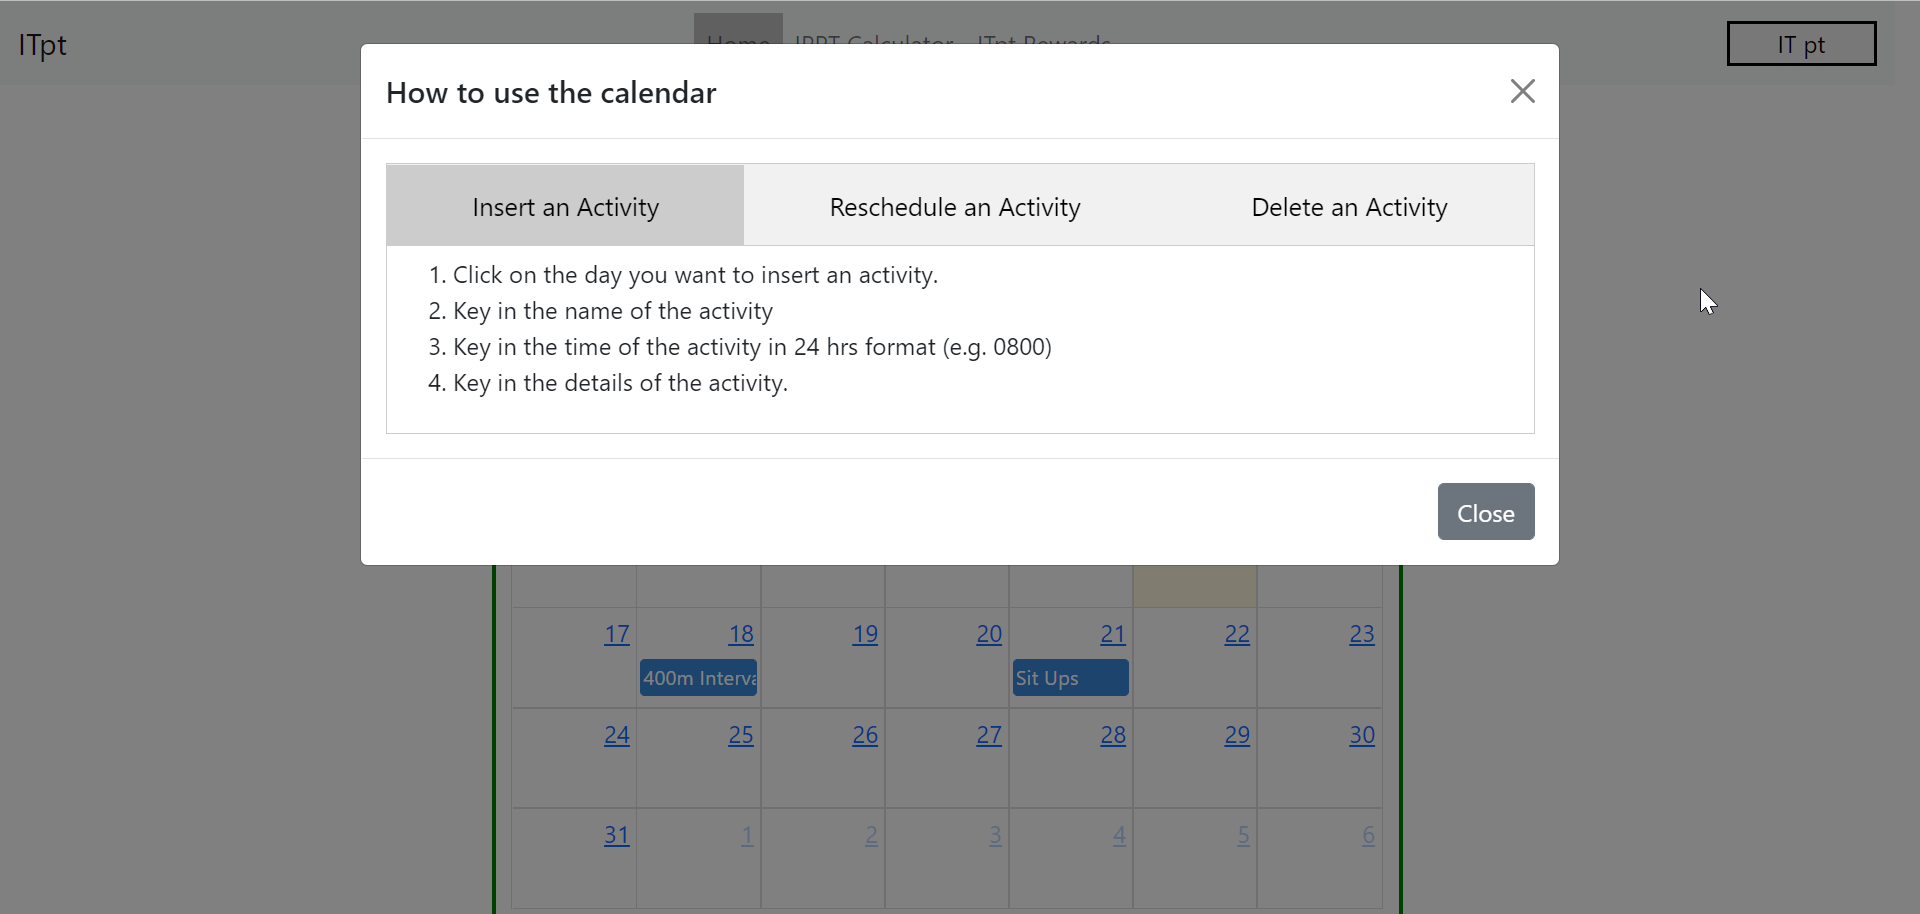 ITpt
Home IPPT Calculator ITpt Rewards
IT pt
How to use the calendar
Insert an Activity
Reschedule an Activity
Delete an Activity
1. Click on the day you want to insert an activity.
2. Key in the name of the activity
3. Key in the time of the activity in 24 hrs format (e.g. 0800)
4. Key in the details of the activity.
Close
17 18 19 20 21 22 23
400m Interva
Sit Ups
24 25 26 27 28 29 30
31 1 2 3 4 5 6